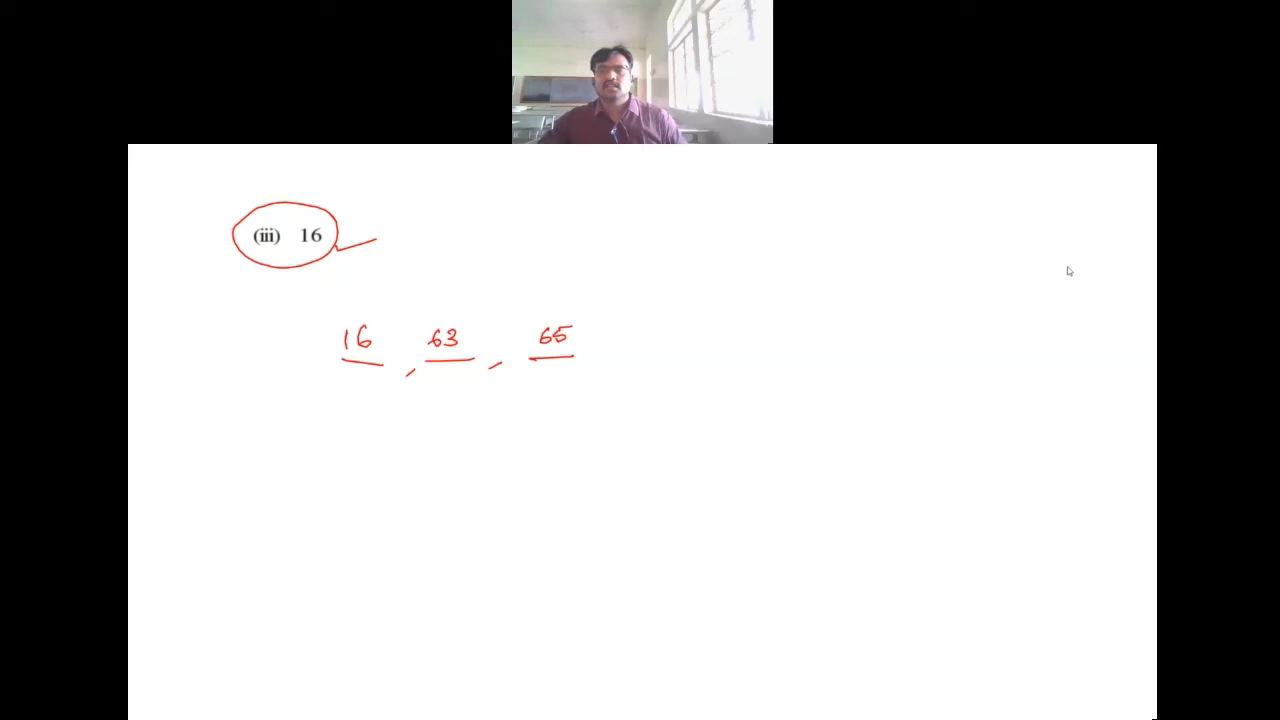 (iii) 16
16 , 63 , 65